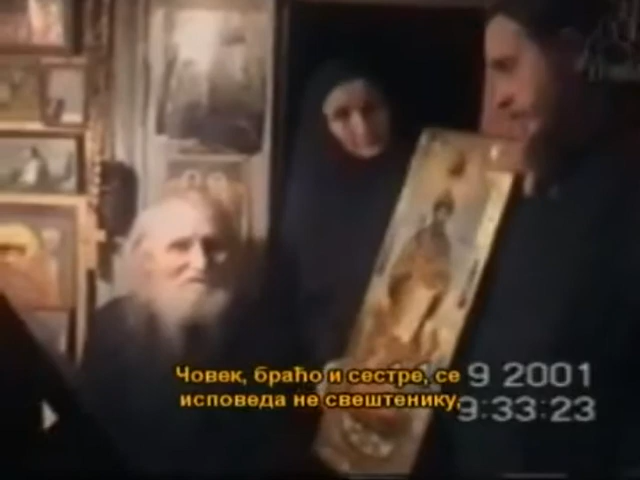 Човек, браћо и сестре, се
исповеда не свештенику,
9 2001
9:33:23